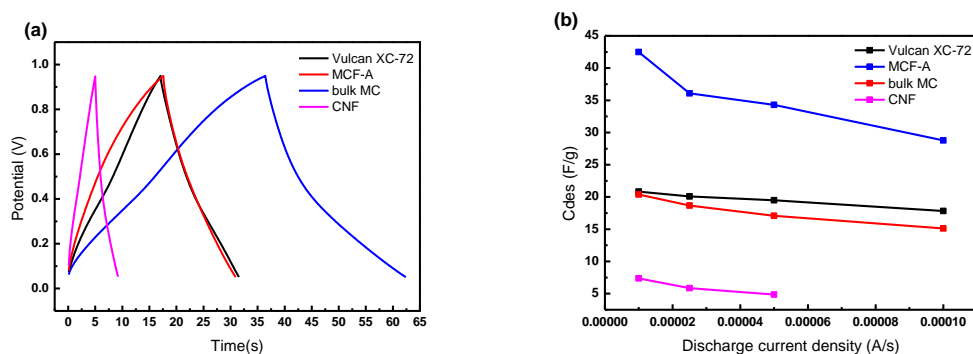 (a)
Vulcan XC-72
MCF-A
bulk MC
CNF
Potential (V)
1.0
0.8
0.6
0.4
0.2
0.0
0 5 10 15 20 25 30 35 40 45 50 55 60 65
Time(s)
(b)
Vulcan XC-72
MCF-A
bulk MC
CNF
Cdes (F/g)
45
40
35
30
25
20
15
10
5
0.00000 0.00002 0.00004 0.00006 0.00008 0.00010
Discharge current density (A/s)